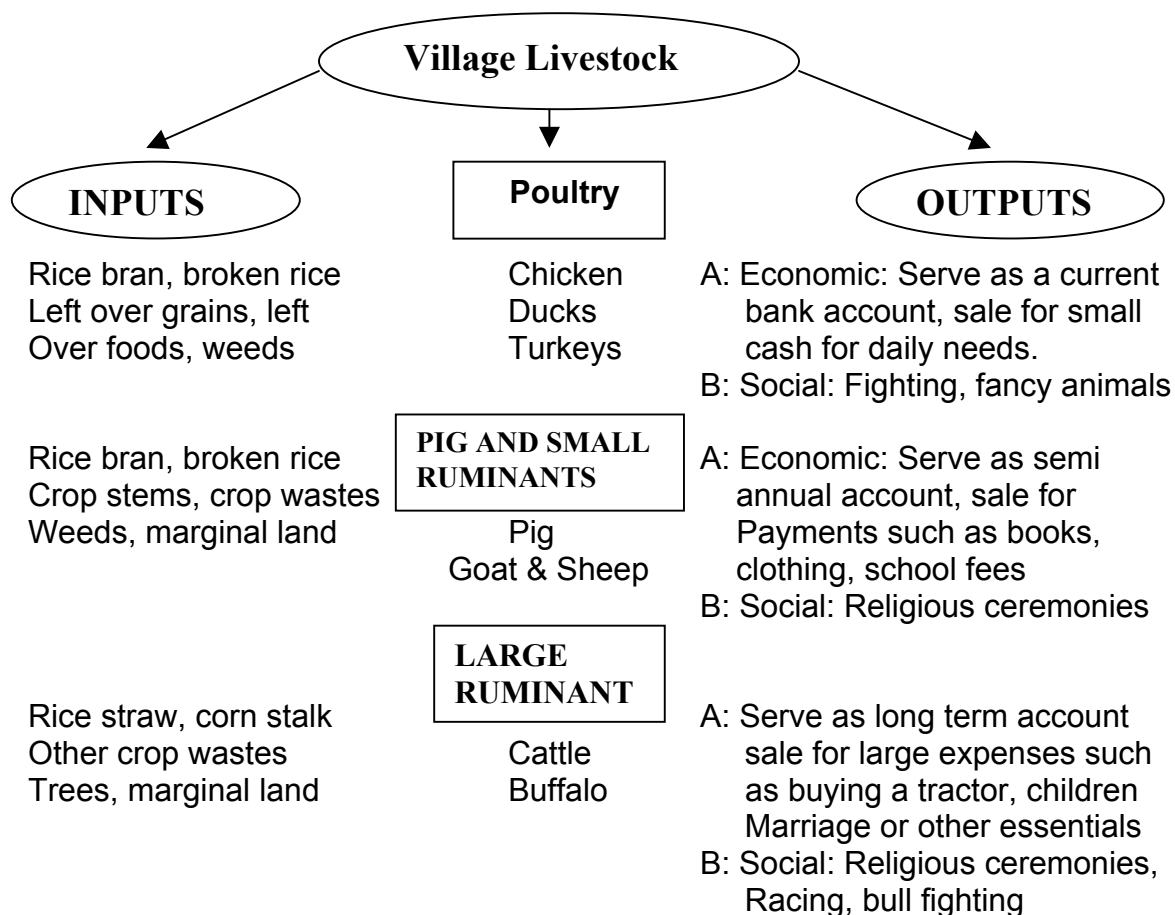 Village Livestock
INPUTS
Poultry
OUTPUTS
Rice bran, broken rice
Left over grains, left
Over foods, weeds
Chicken
Ducks
Turkeys
A: Economic: Serve as a current
bank account, sale for small
cash for daily needs.
B: Social: Fighting, fancy animals
Rice bran, broken rice
Crop stems, crop wastes
Weeds, marginal land
PIG AND SMALL
RUMINANTS
Pig
Goat & Sheep
A: Economic: Serve as semi
annual account, sale for
Payments such as books,
clothing, school fees
B: Social: Religious ceremonies
Rice straw, corn stalk
Other crop wastes
Trees, marginal land
LARGE
RUMINANT
Cattle
Buffalo
A: Serve as long term account
sale for large expenses such
as buying a tractor, children
Marriage or other essentials
B: Social: Religious ceremonies,
Racing, bull fighting